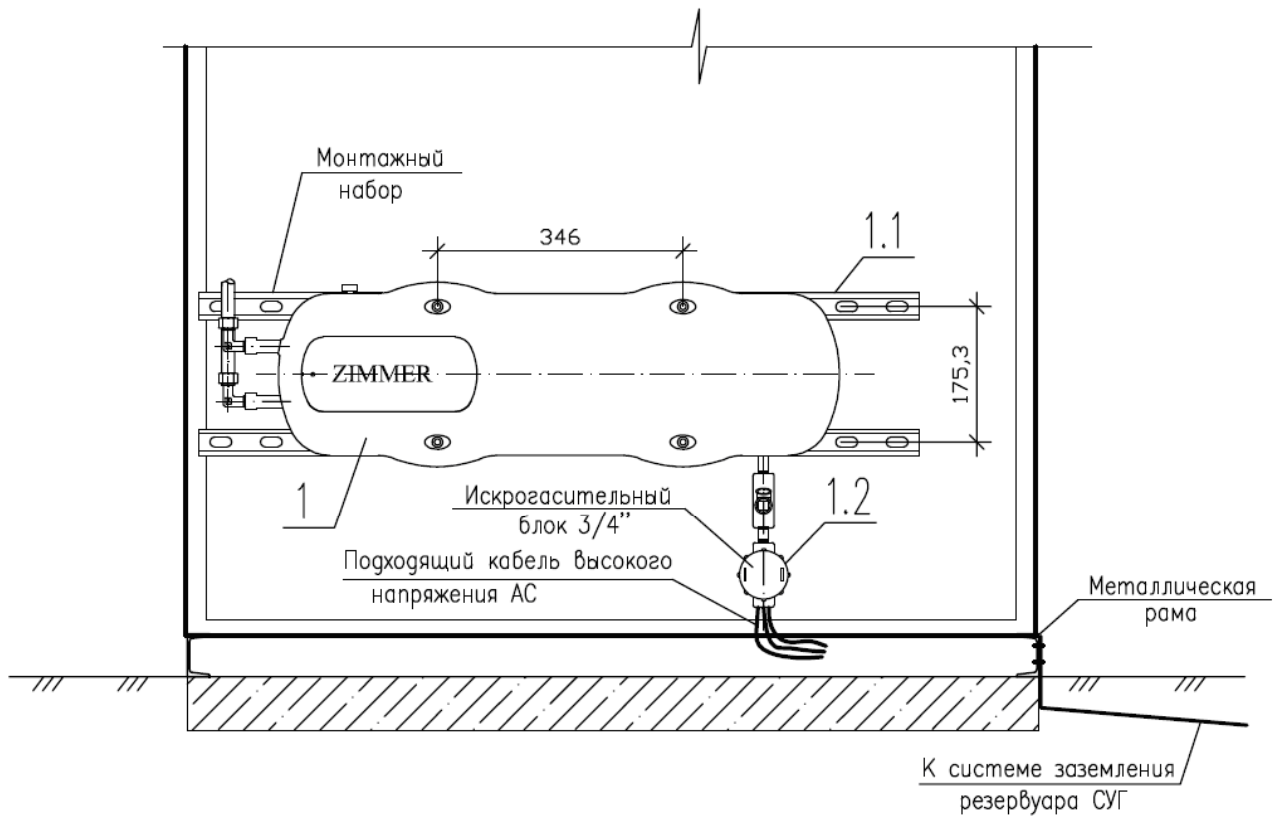 Монтажный
набор
346
1.1
ZIMMER
175,3
1
Искрогасительный
блок 3/4”
1.2
Подходящий кабель высокого
напряжения АС
Металлическая
рама
К системе заземления
резервуара СУГ